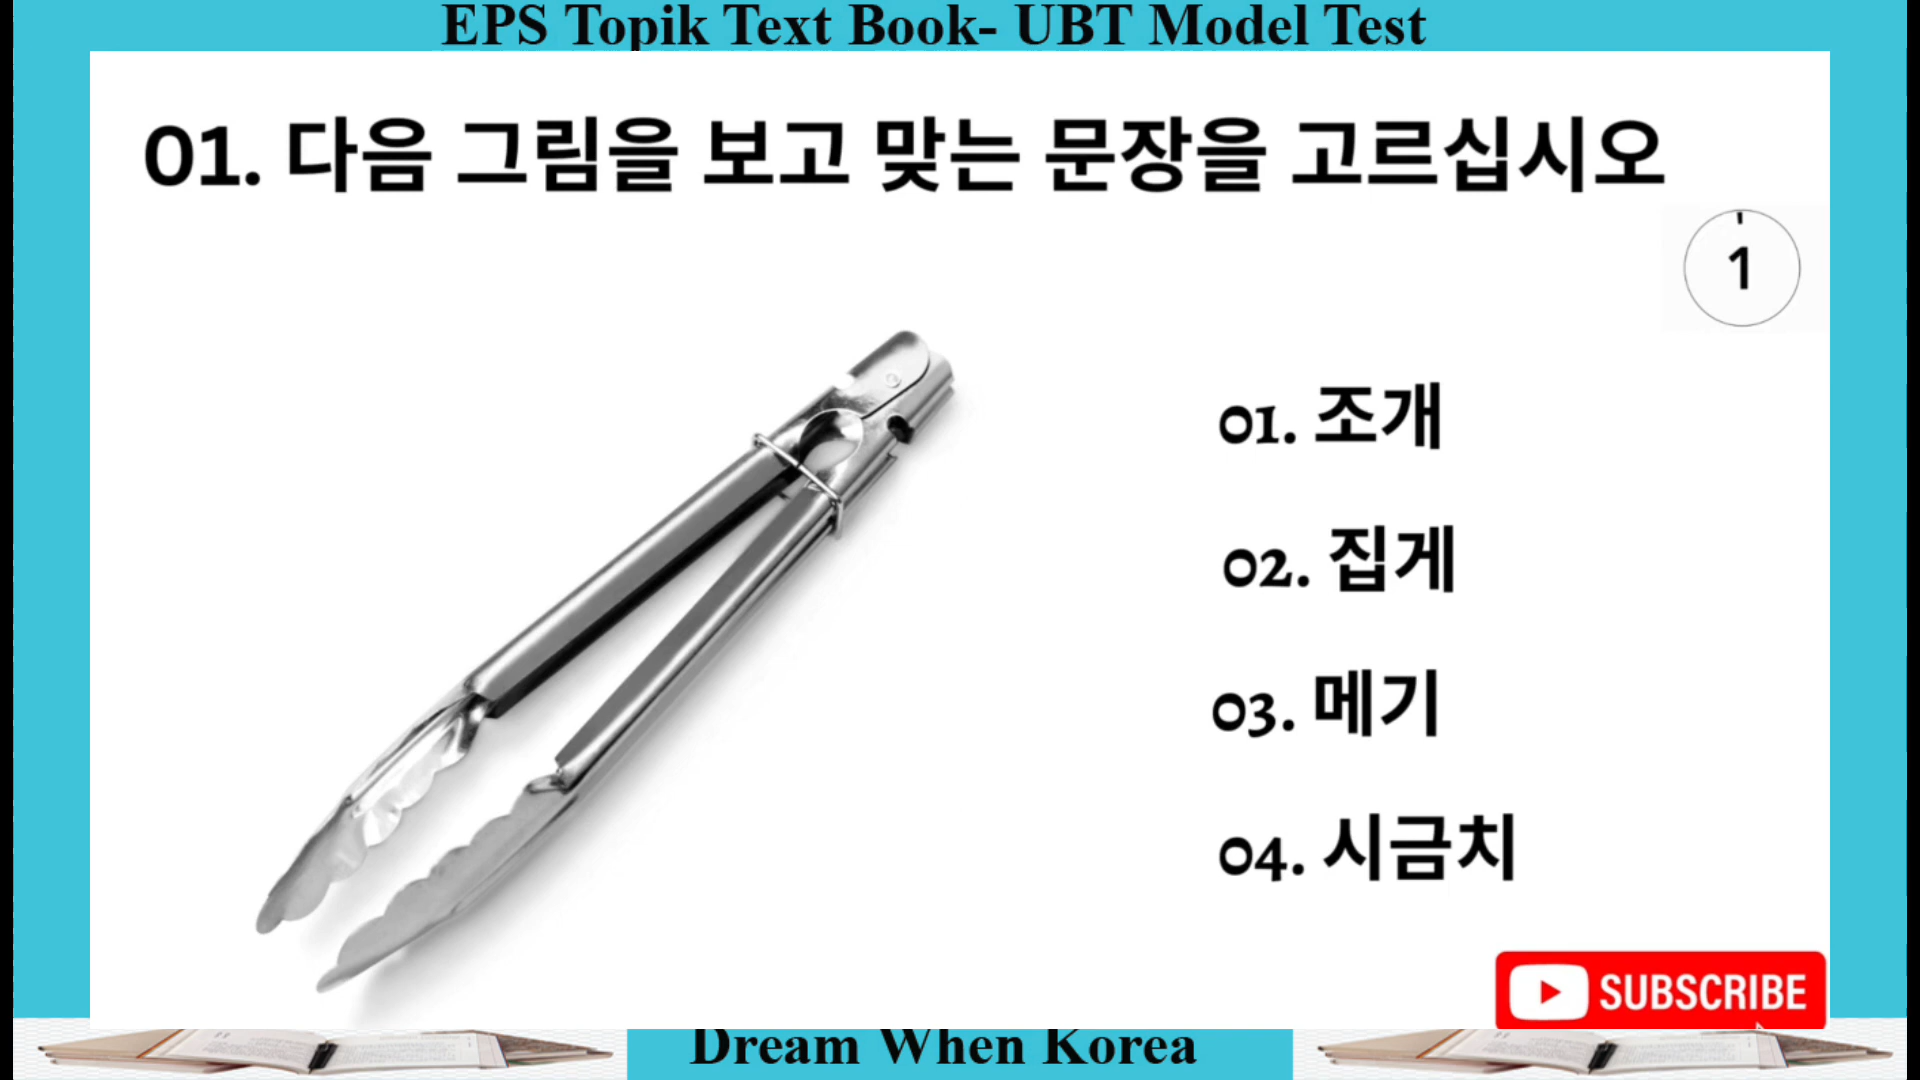 EPS Topik Text Book- UBT Model Test
01. 다음 그림을 보고 맞는 문장을 고르십시오
1
01. 조개
02. 집게
03. 메기
04. 시금치
SUBSCRIBE
Dream When Korea